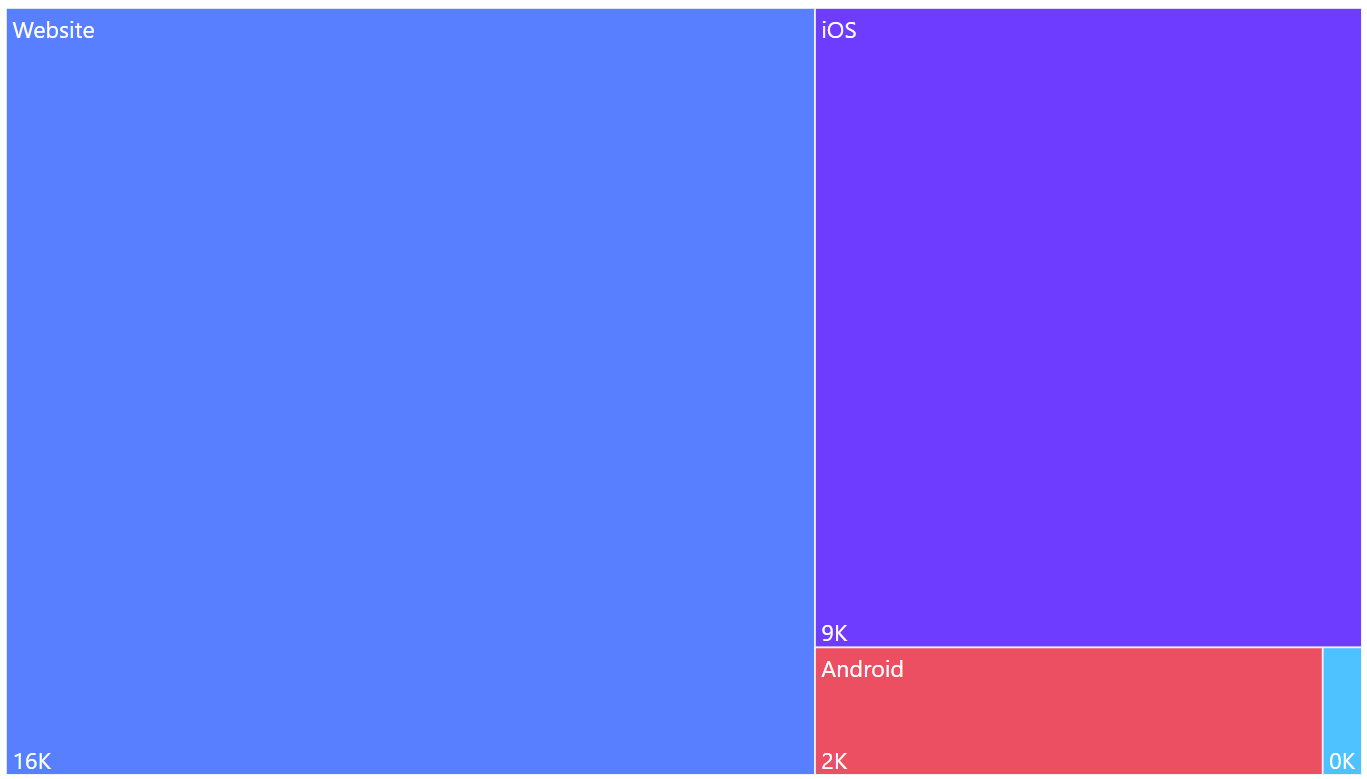 Website
16K
iOS
9K
Android
2K
0K